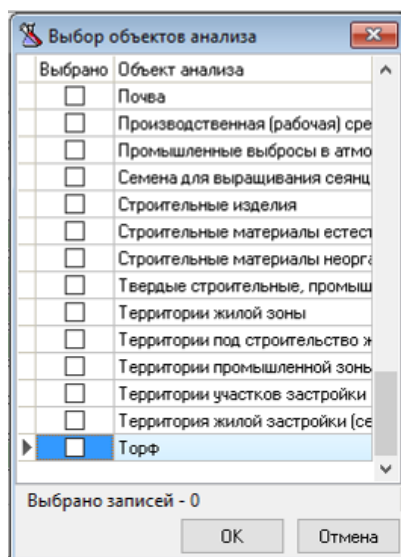 Выбор объектов анализа
Выбрано Объект анализа
Почва
Производственная (рабочая) сре
Промышленные выбросы в атмо
Семена для выращивания сеянц
Строительные изделия
Строительные материалы естест
Строительные материалы неорга
Твердые строительные, промыш
Территории жилой зоны
Территории под строительство ж
Территории промышленной зоны
Территории участков застройки
Территория жилой застройки (се
Торф
Выбрано записей - 0
OK Отмена